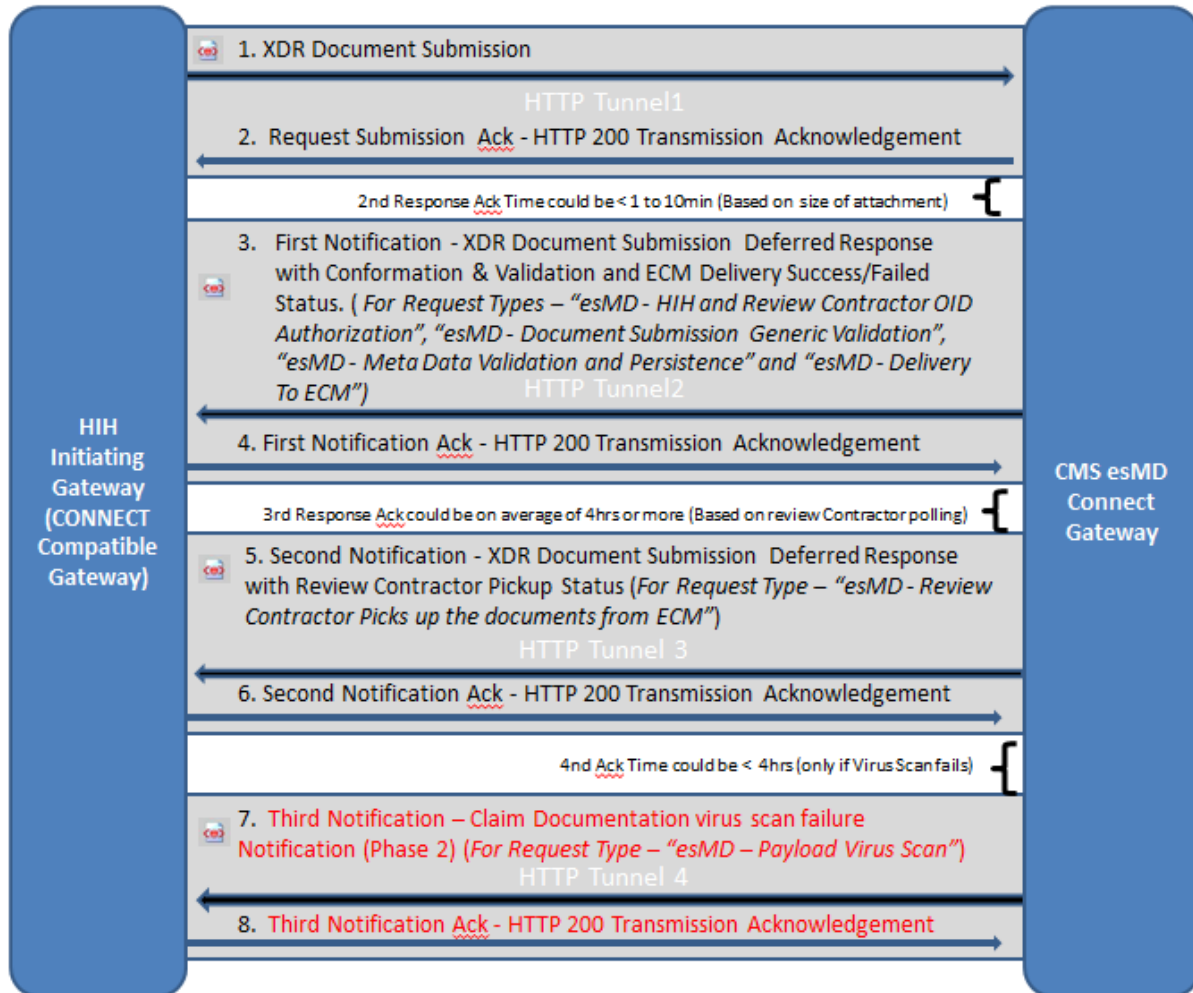 1. XDR Document Submission
HTTP Tunnel1
2. Request Submission Ack - HTTP 200 Transmission Acknowledgement
2nd Response Ack Time could be < 1 to 10min (Based on size of attachment)
3. First Notification - XDR Document Submission Deferred Response
with Conformation & Validation and ECM Delivery Success/Failed
Status. ( For Request Types – “esMD - HIH and Review Contractor OID
Authorization”, “esMD - Document Submission Generic Validation”,
“esMD - Meta Data Validation and Persistence” and “esMD - Delivery
To ECM”)
HTTP Tunnel2
4. First Notification Ack - HTTP 200 Transmission Acknowledgement
3rd Response Ack could be on average of 4hrs or more (Based on review Contractor polling)
5. Second Notification - XDR Document Submission Deferred Response
with Review Contractor Pickup Status (For Request Type – “esMD - Review
Contractor Picks up the documents from ECM”)
HTTP Tunnel 3
6. Second Notification Ack - HTTP 200 Transmission Acknowledgement
4nd Ack Time could be < 4hrs (only if Virus Scan fails)
7. Third Notification – Claim Documentation virus scan failure
Notification (Phase 2) (For Request Type – “esMD – Payload Virus Scan”)
HTTP Tunnel 4
8. Third Notification Ack - HTTP 200 Transmission Acknowledgement
HIH
Initiating
Gateway
(CONNECT
Compatible
Gateway)
CMS esMD
Connect
Gateway